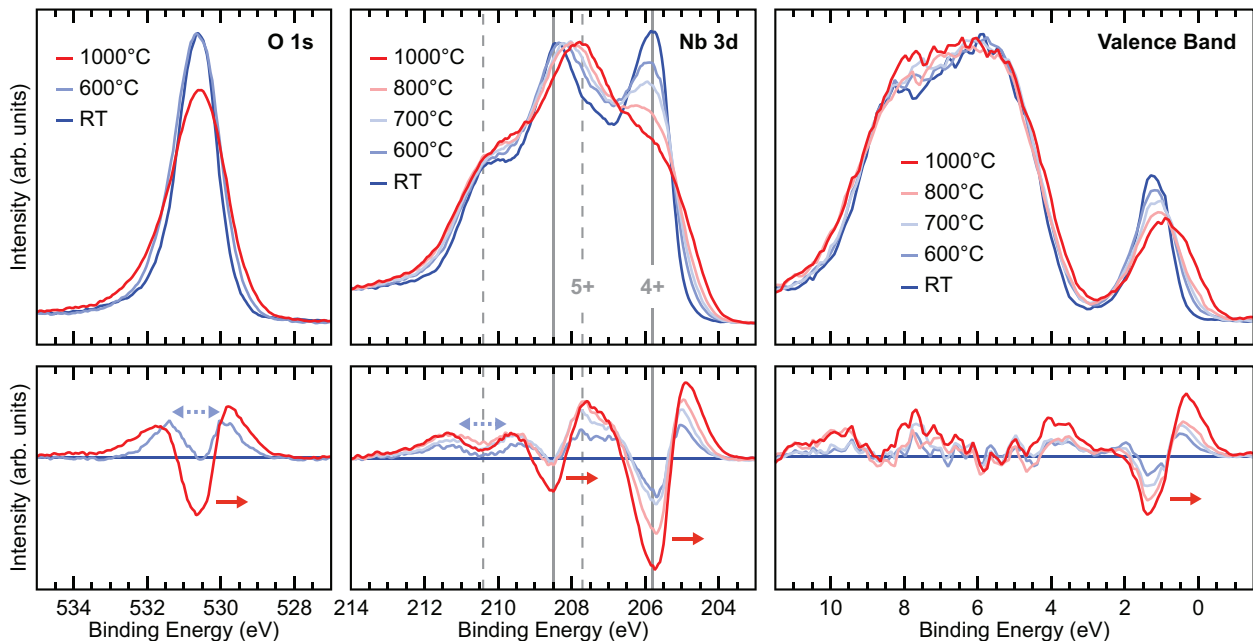 O 1s
1000°C
600°C
RT
Intensity (arb. units)
Nb 3d
1000°C
800°C
700°C
600°C
RT
5+
4+
Valence Band
1000°C
800°C
700°C
600°C
RT
Intensity (arb. units)
534
532
530
528
Binding Energy (eV)
214
212
210
208
206
204
Binding Energy (eV)
10
8
6
4
2
0
Binding Energy (eV)